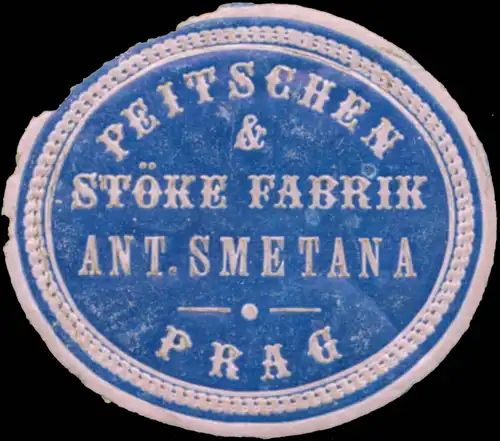 PEITSCHEN
&
STÖKE FABRIK
ANT. SMETANA
PRAG